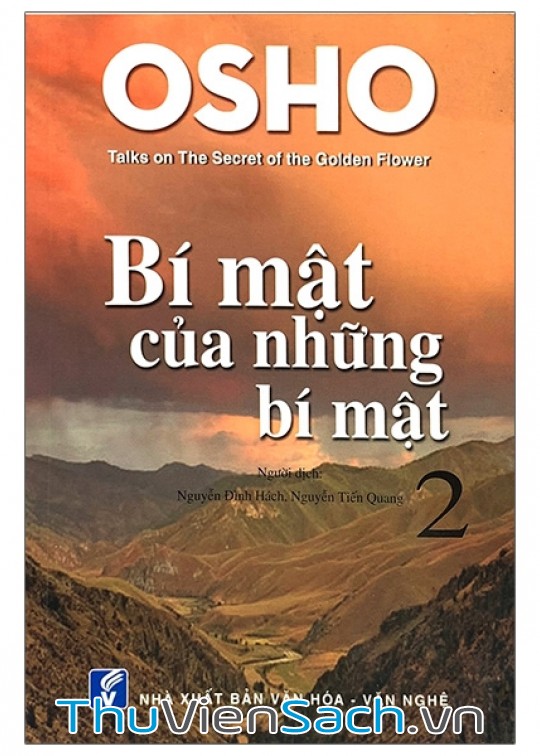 OSHO
Talks on The Secret of the Golden Flower
Bí mật
của những
bí mật
Người dịch:
Nguyễn Đình Hách, Nguyễn Tiến Quang
2
NHÀ XUẤT BẢN VĂN HÓA - VĂN NGHỆ
ThuVienSach.vn